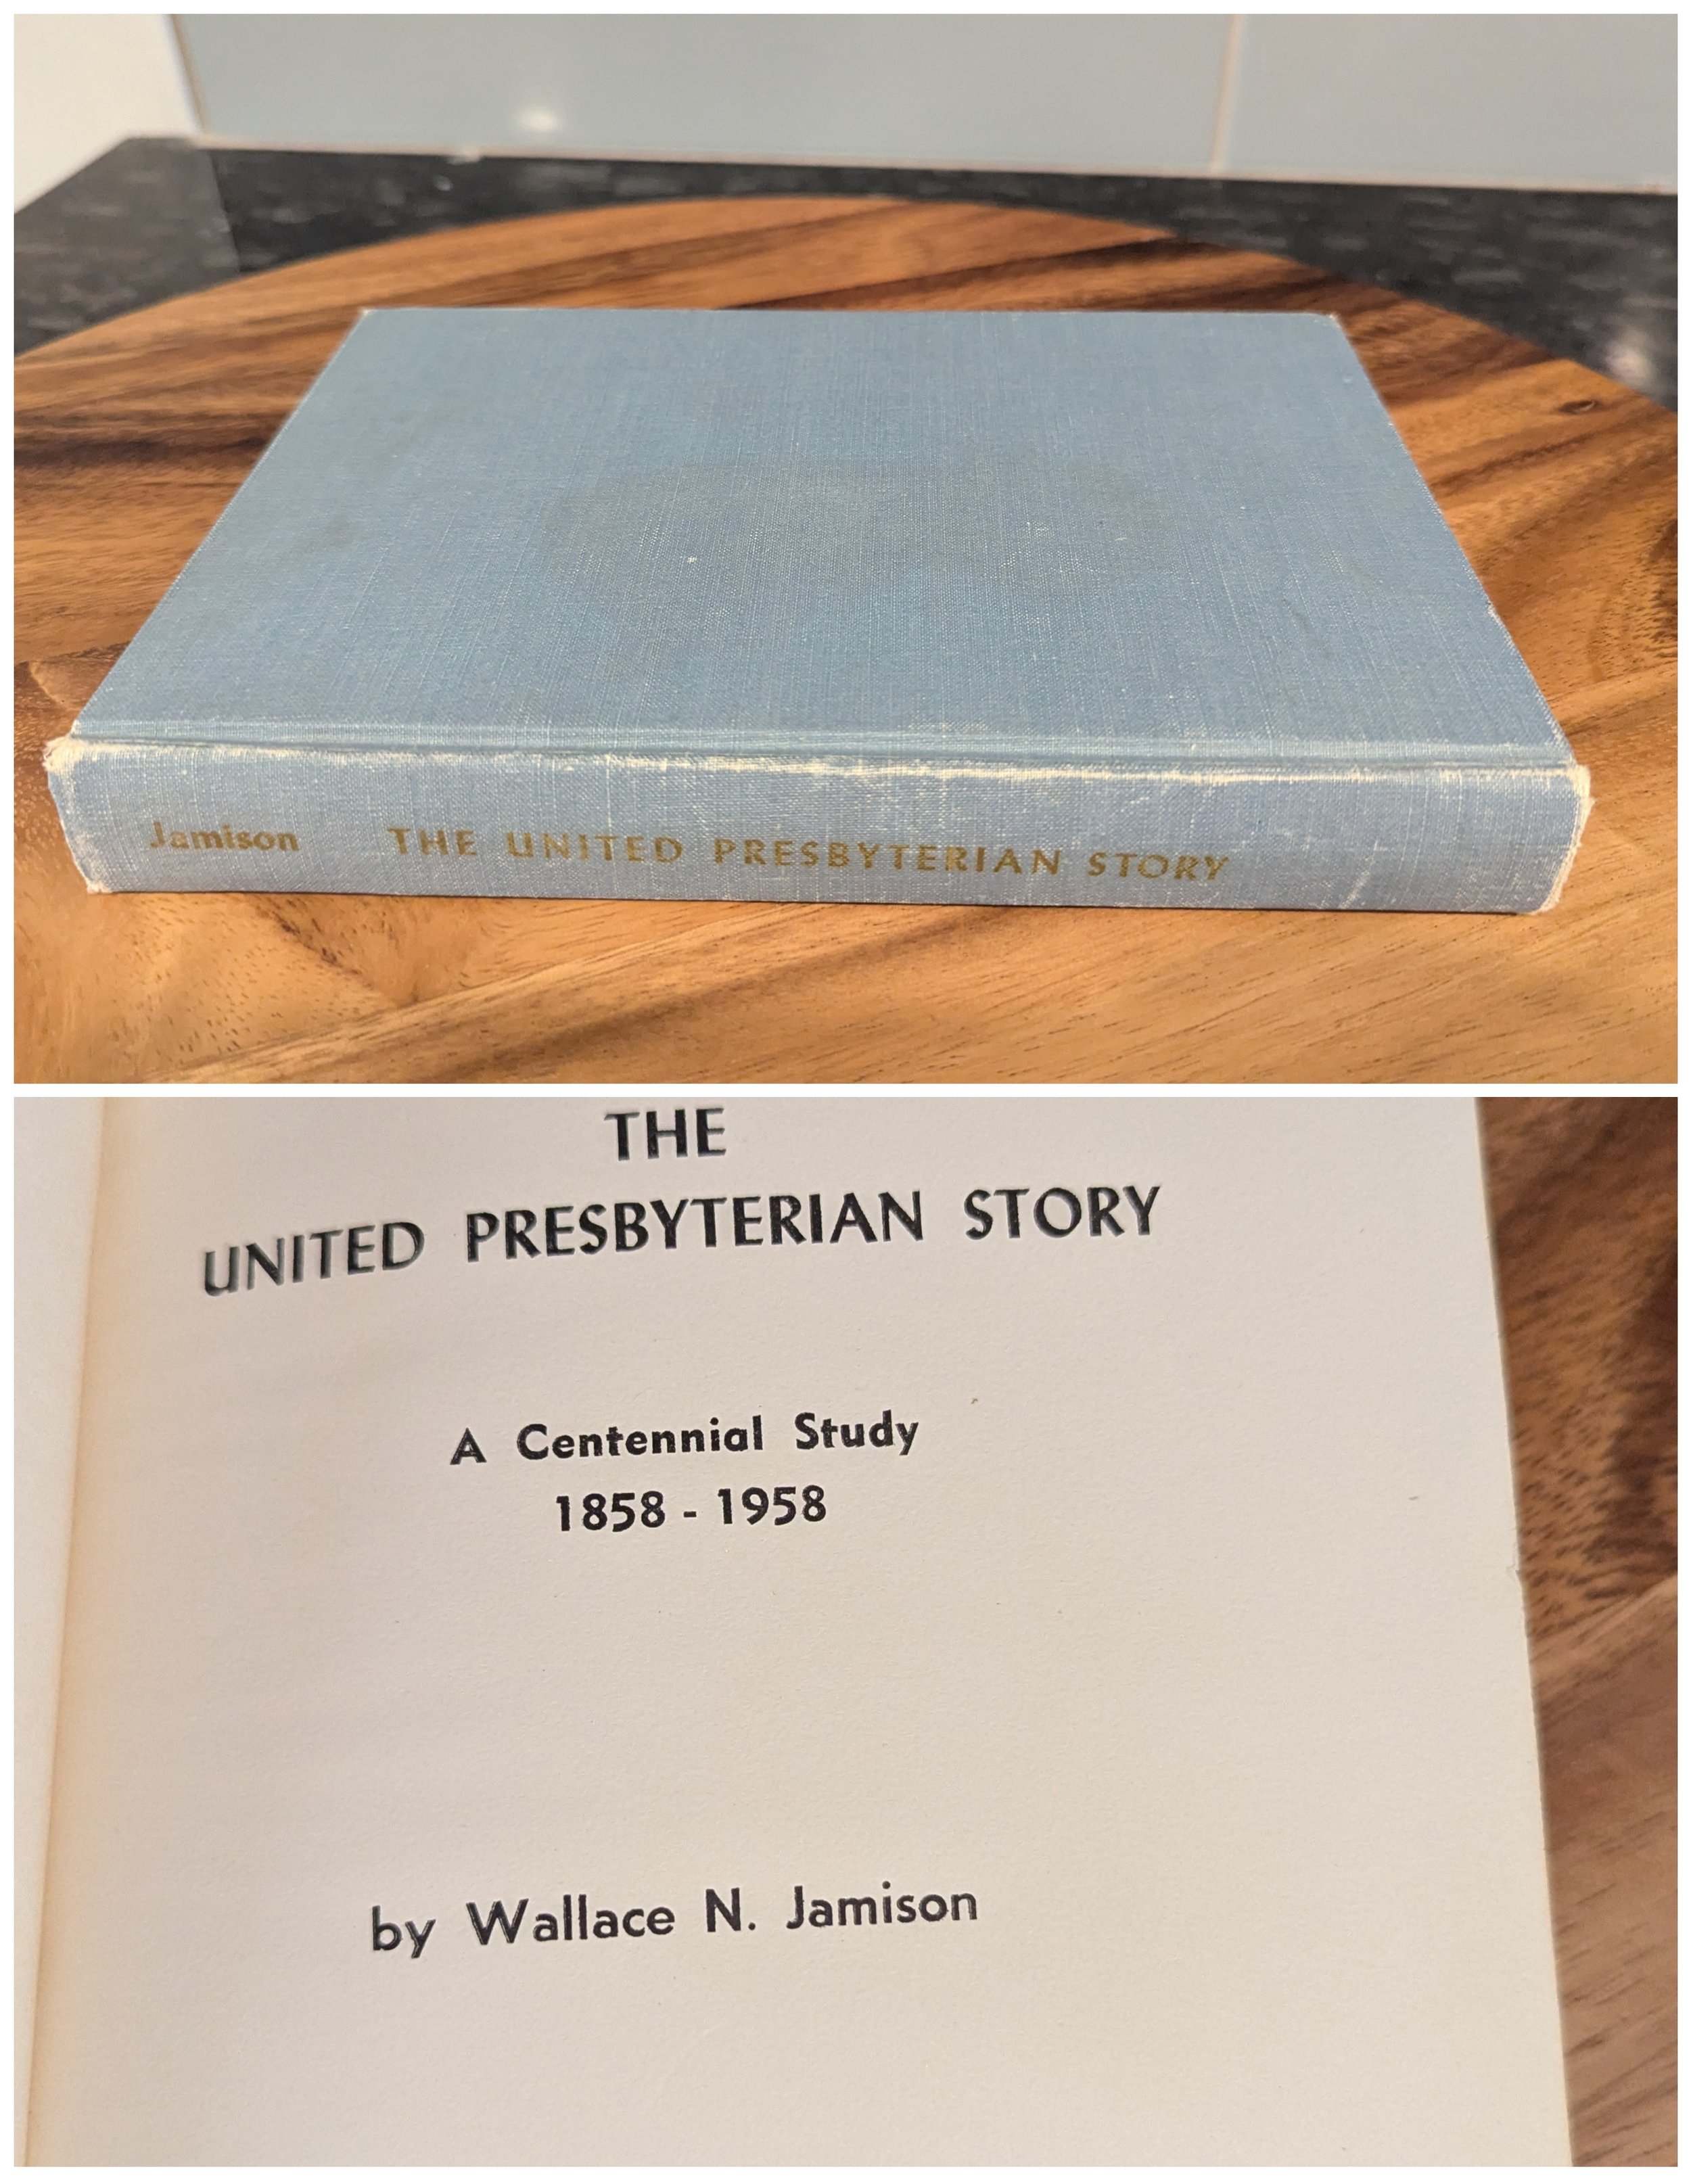 Jamison THE UNITED PRESBYTERIAN STORY
THE
UNITED PRESBYTERIAN STORY
A Centennial Study
1858 - 1958
by Wallace N. Jamison